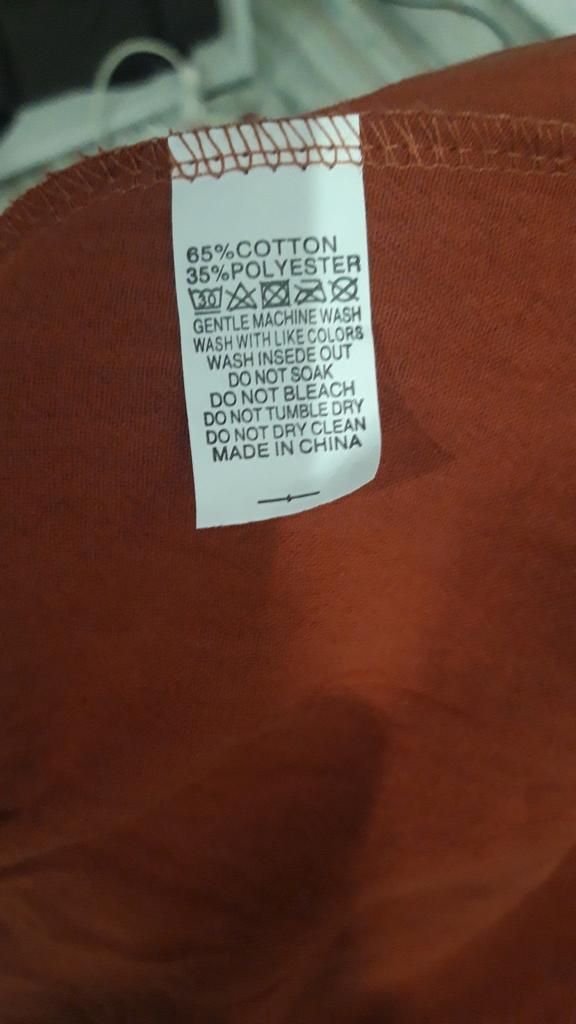 65%COTTON
35%POLYESTER
30
GENTLE MACHINE WASH
WASH WITH LIKE COLORS
WASH INSEDE OUT
DO NOT SOAK
DO NOT BLEACH
DO NOT TUMBLE DRY
DO NOT DRY CLEAN
MADE IN CHINA